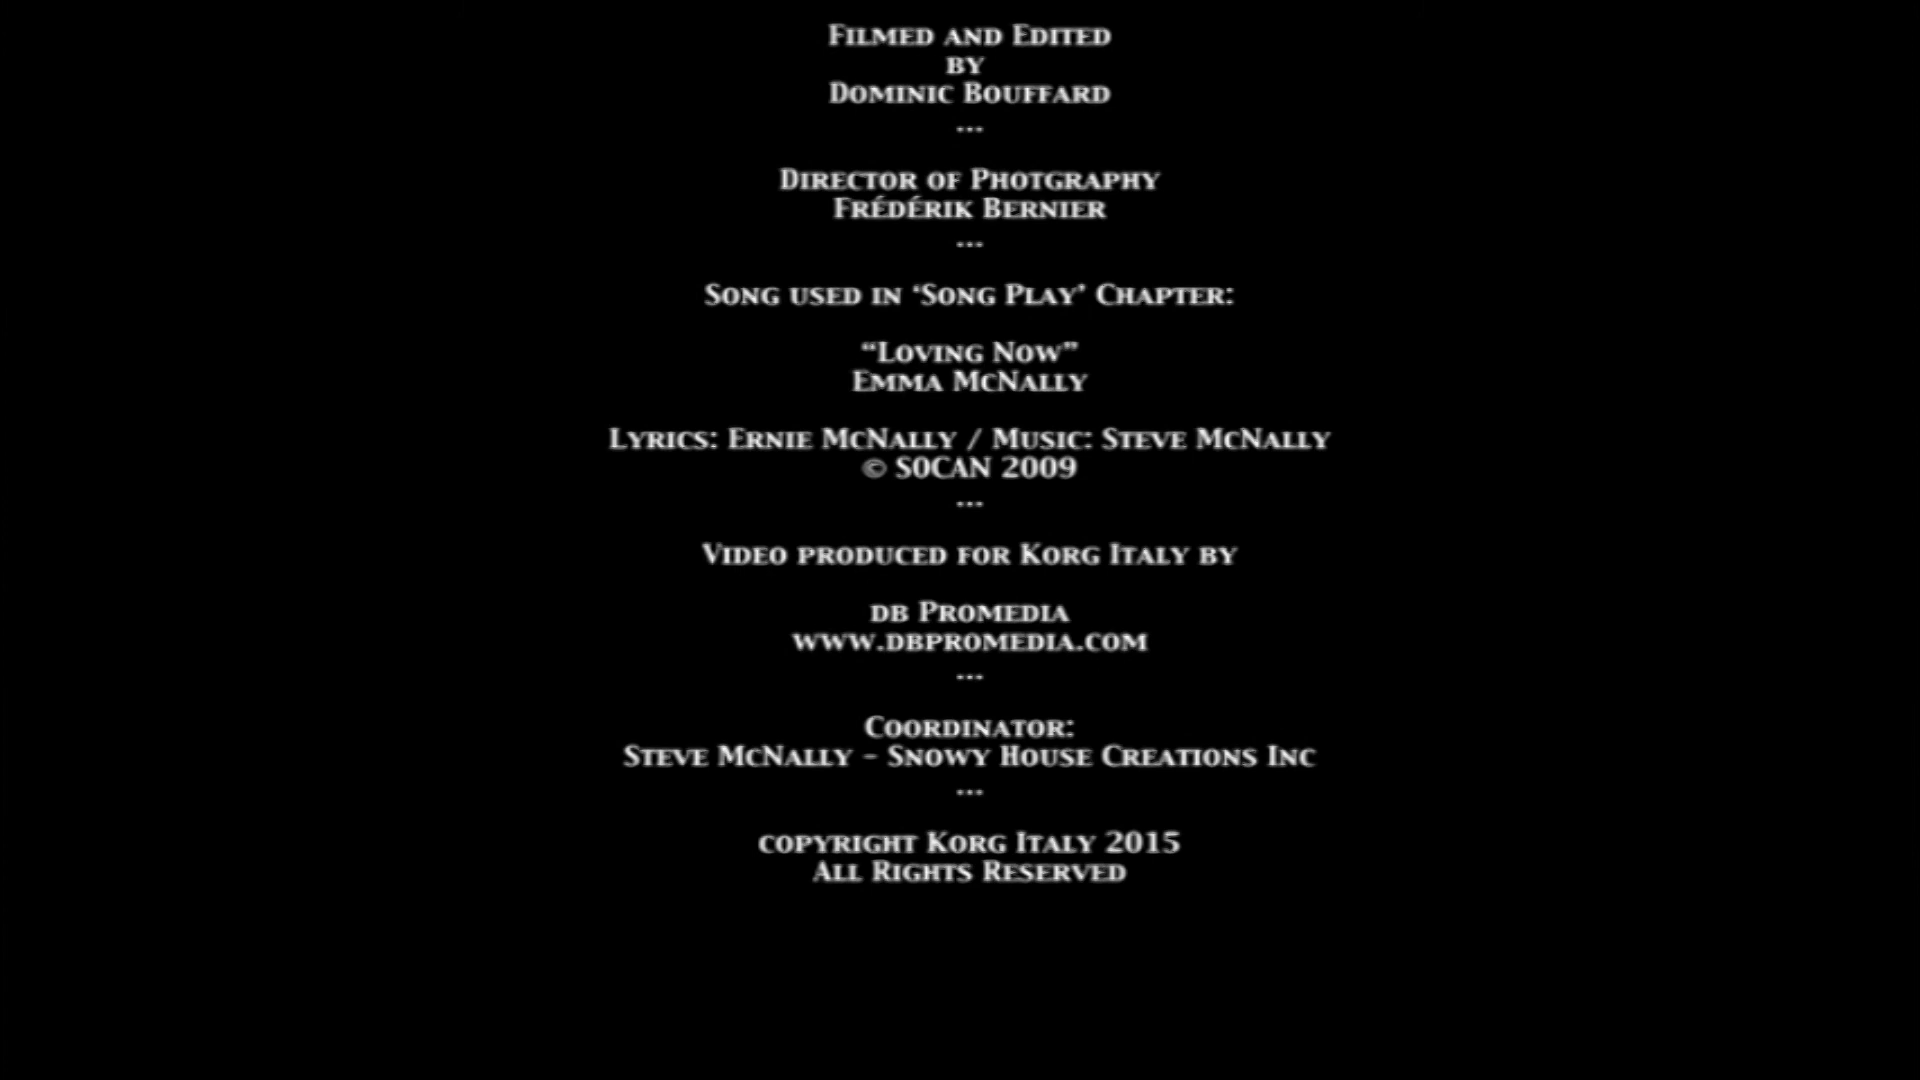 Filmed and Edited
by
Dominic Bouffard
---
Director of Photgraphy
Frédérik Bernier
---
Song used in ‘Song Play’ Chapter:
“Loving Now”
Emma McNally
Lyrics: Ernie McNally / Music: Steve McNally
© SOCAN 2009
---
Video produced for Korg Italy by
db Promedia
www.dbpromedia.com
---
Coordinator:
Steve McNally - Snowy House Creations Inc
---
copyright Korg Italy 2015
All Rights Reserved